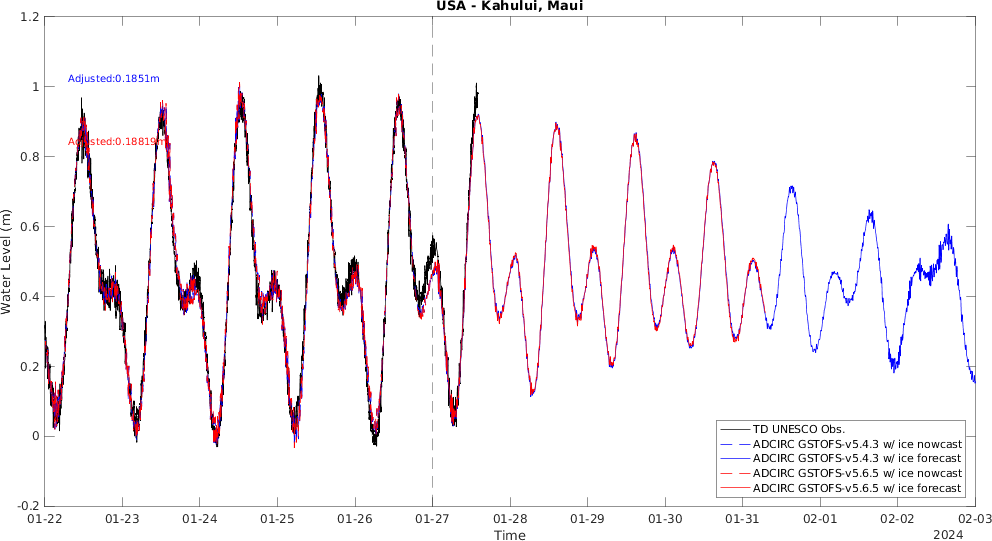 USA - Kahului, Maui
1.2
1
0.8
0.6
0.4
0.2
0
-0.2
Water Level (m)
Adjusted:0.1851m
Adjusted:0.18819m
TD UNESCO Obs.
ADCIRC GSTOFS-v5.4.3 w/ ice nowcast
ADCIRC GSTOFS-v5.4.3 w/ ice forecast
ADCIRC GSTOFS-v5.6.5 w/ ice nowcast
ADCIRC GSTOFS-v5.6.5 w/ ice forecast
01-22 01-23 01-24 01-25 01-26 01-27 01-28 01-29 01-30 01-31 02-01 02-02 02-03
Time
2024